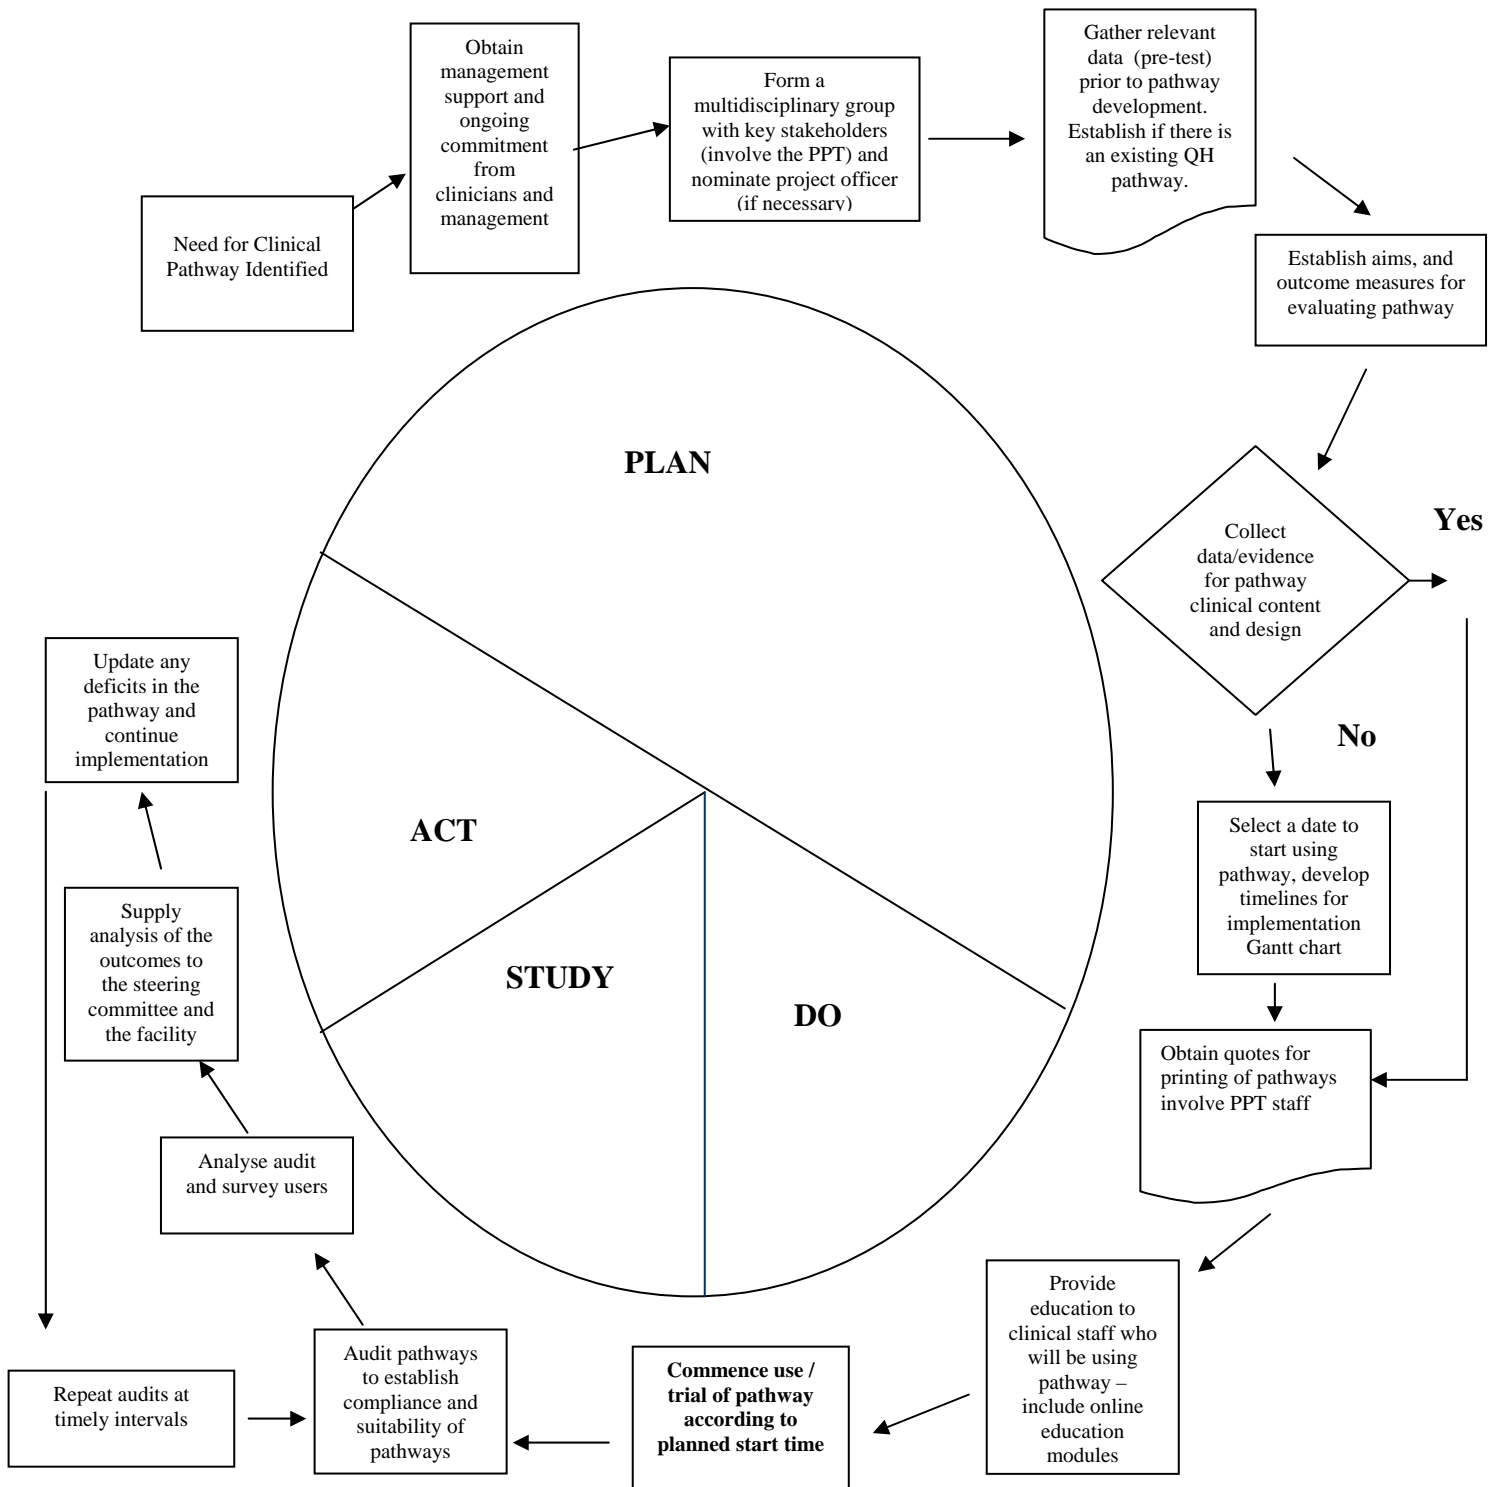 Need for Clinical
Pathway Identified
Obtain
management
support and
ongoing
commitment
from
clinicians and
management
Form a
multidisciplinary group
with key stakeholders
(involve the PPT) and
nominate project officer
(if necessary)
Gather relevant
data (pre-test)
prior to pathway
development.
Establish if there is
an existing QH
pathway.
Establish aims, and
outcome measures for
evaluating pathway
Collect
data/evidence
for pathway
clinical content
and design
Yes
No
Select a date to
start using
pathway, develop
timelines for
implementation
Gantt chart
Obtain quotes for
printing of pathways
involve PPT staff
Provide
education to
clinical staff who
will be using
pathway –
include online
education
modules
Commence use /
trial of pathway
according to
planned start time
Audit pathways
to establish
compliance and
suitability of
pathways
Analyse audit
and survey users
Supply
analysis of the
outcomes to
the steering
committee and
the facility
Update any
deficits in the
pathway and
continue
implementation
Repeat audits at
timely intervals
PLAN
ACT
STUDY
DO